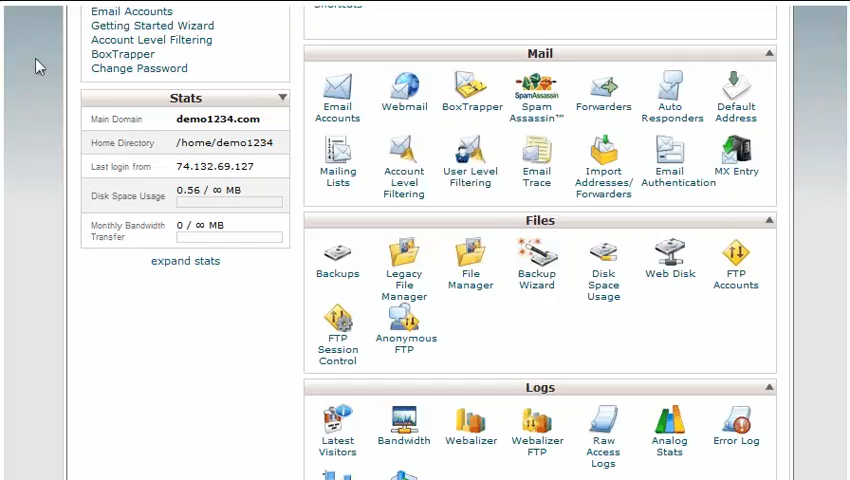 Email Accounts
Getting Started Wizard
Account Level Filtering
BoxTrapper
Change Password
Stats
Main Domain demo1234.com
Home Directory /home/demo1234
Last login from 74.132.69.127
Disk Space Usage 0.56 / ∞ MB
Monthly Bandwidth
Transfer
0 / ∞ MB
expand stats
Shortcuts
Mail
Email
Accounts
Webmail
BoxTrapper
SpamAssassin
Spam
Assassin™
Forwarders
Auto
Responders
Default
Address
Mailing
Lists
Account
Level
Filtering
User Level
Filtering
Email
Trace
Import
Addresses/
Forwarders
Email
Authentication
MX Entry
Files
Backups
Legacy
File
Manager
File
Manager
Backup
Wizard
Disk
Space
Usage
Web Disk
FTP
Accounts
FTP
Session
Control
Anonymous
FTP
Logs
Latest
Visitors
Bandwidth
Webalizer
Webalizer
FTP
Raw
Access
Logs
Analog
Stats
Error Log